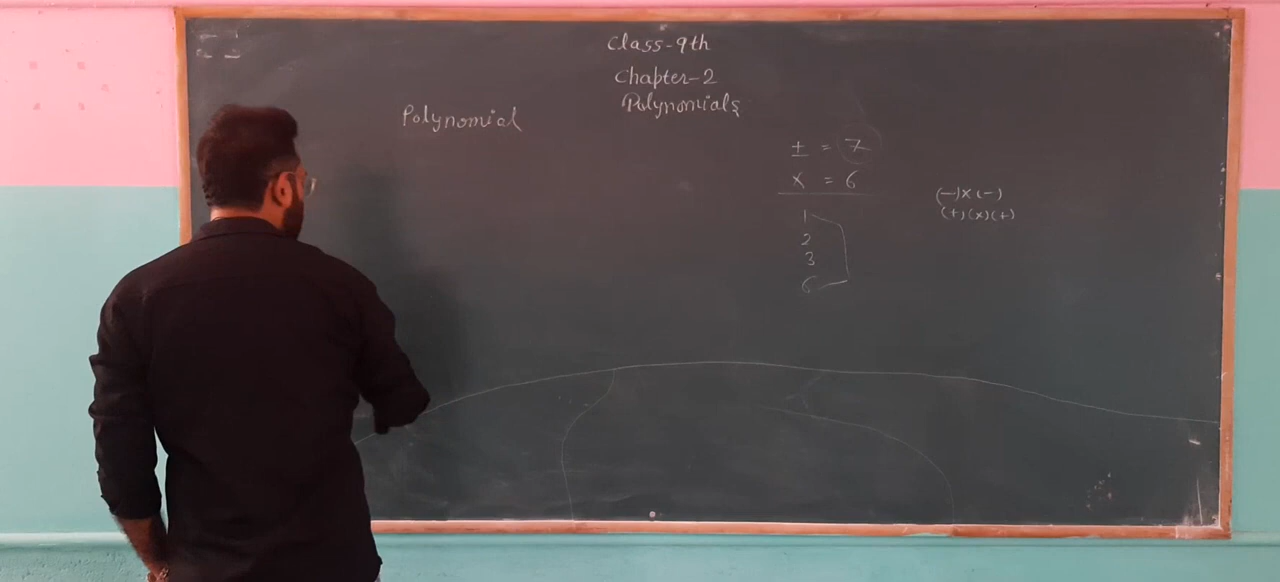 Class-9th
Chapter-2
Polynomials
Polynomial
± = 7
x = 6
1
2
3
6
(-)x(-)
(+)(x)(+)